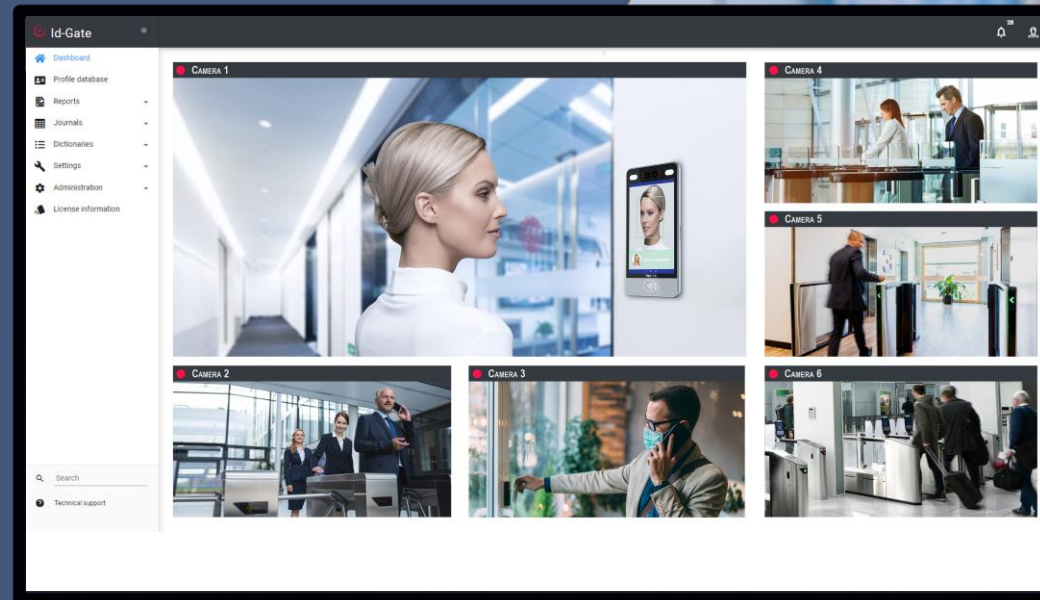 Id-Gate
28
Dashboard
Profile database
Reports
Journals
Dictionaries
Settings
Administration
License information
Search
Technical support
CAMERA 1
CAMERA 2
CAMERA 3
CAMERA 4
CAMERA 5
CAMERA 6